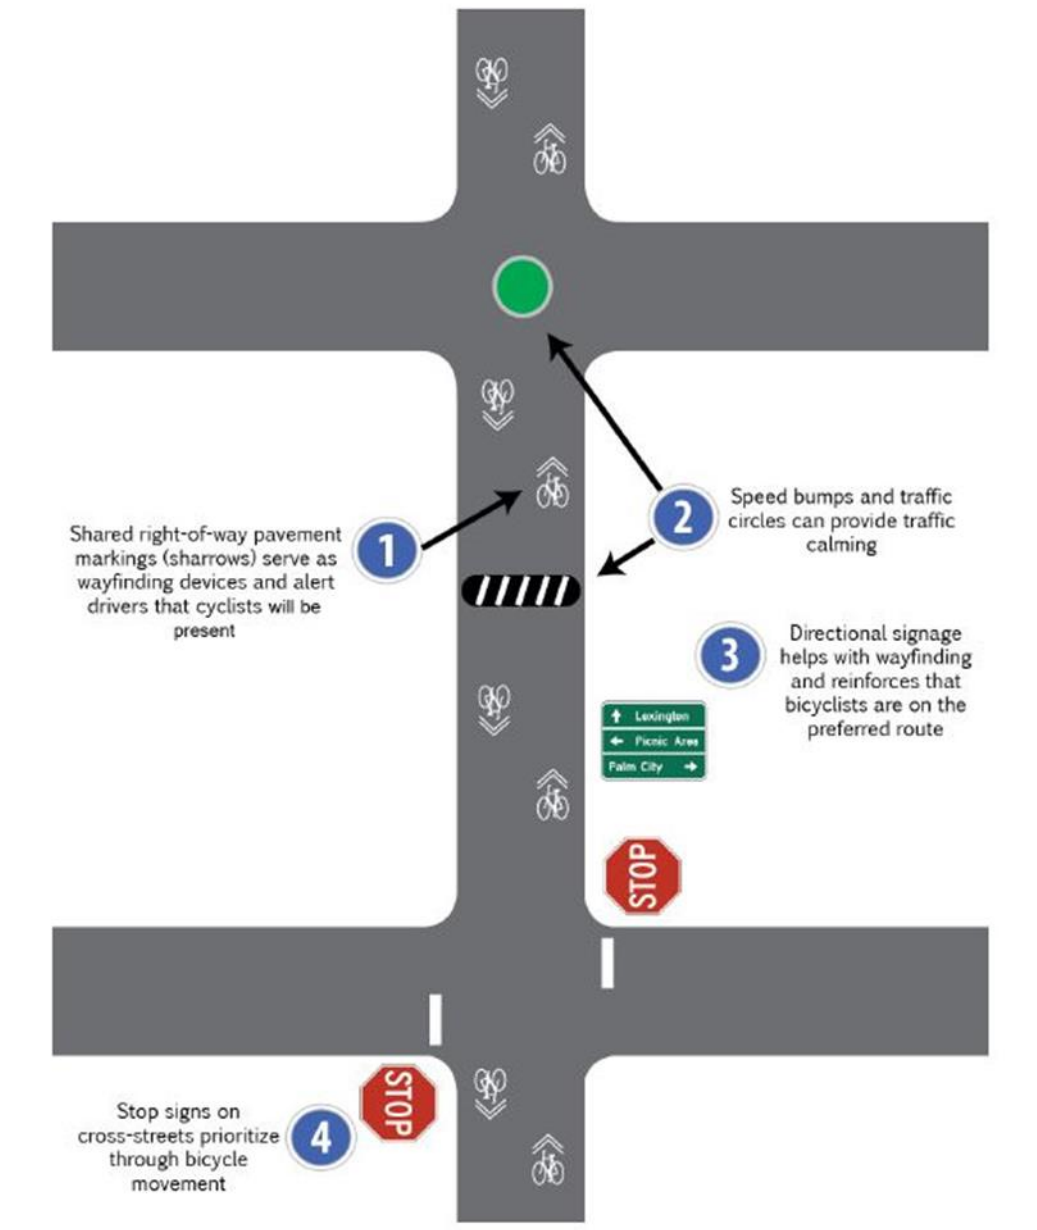 Shared right-of-way pavement
markings (sharrows) serve as
wayfinding devices and alert
drivers that cyclists will be
present
1
2
Speed bumps and traffic
circles can provide traffic
calming
3
Directional signage
helps with wayfinding
and reinforces that
bicyclists are on the
preferred route
↑ Lexington
← Picnic Area
Palm City →
STOP
STOP
Stop signs on
cross-streets prioritize
through bicycle
movement
4